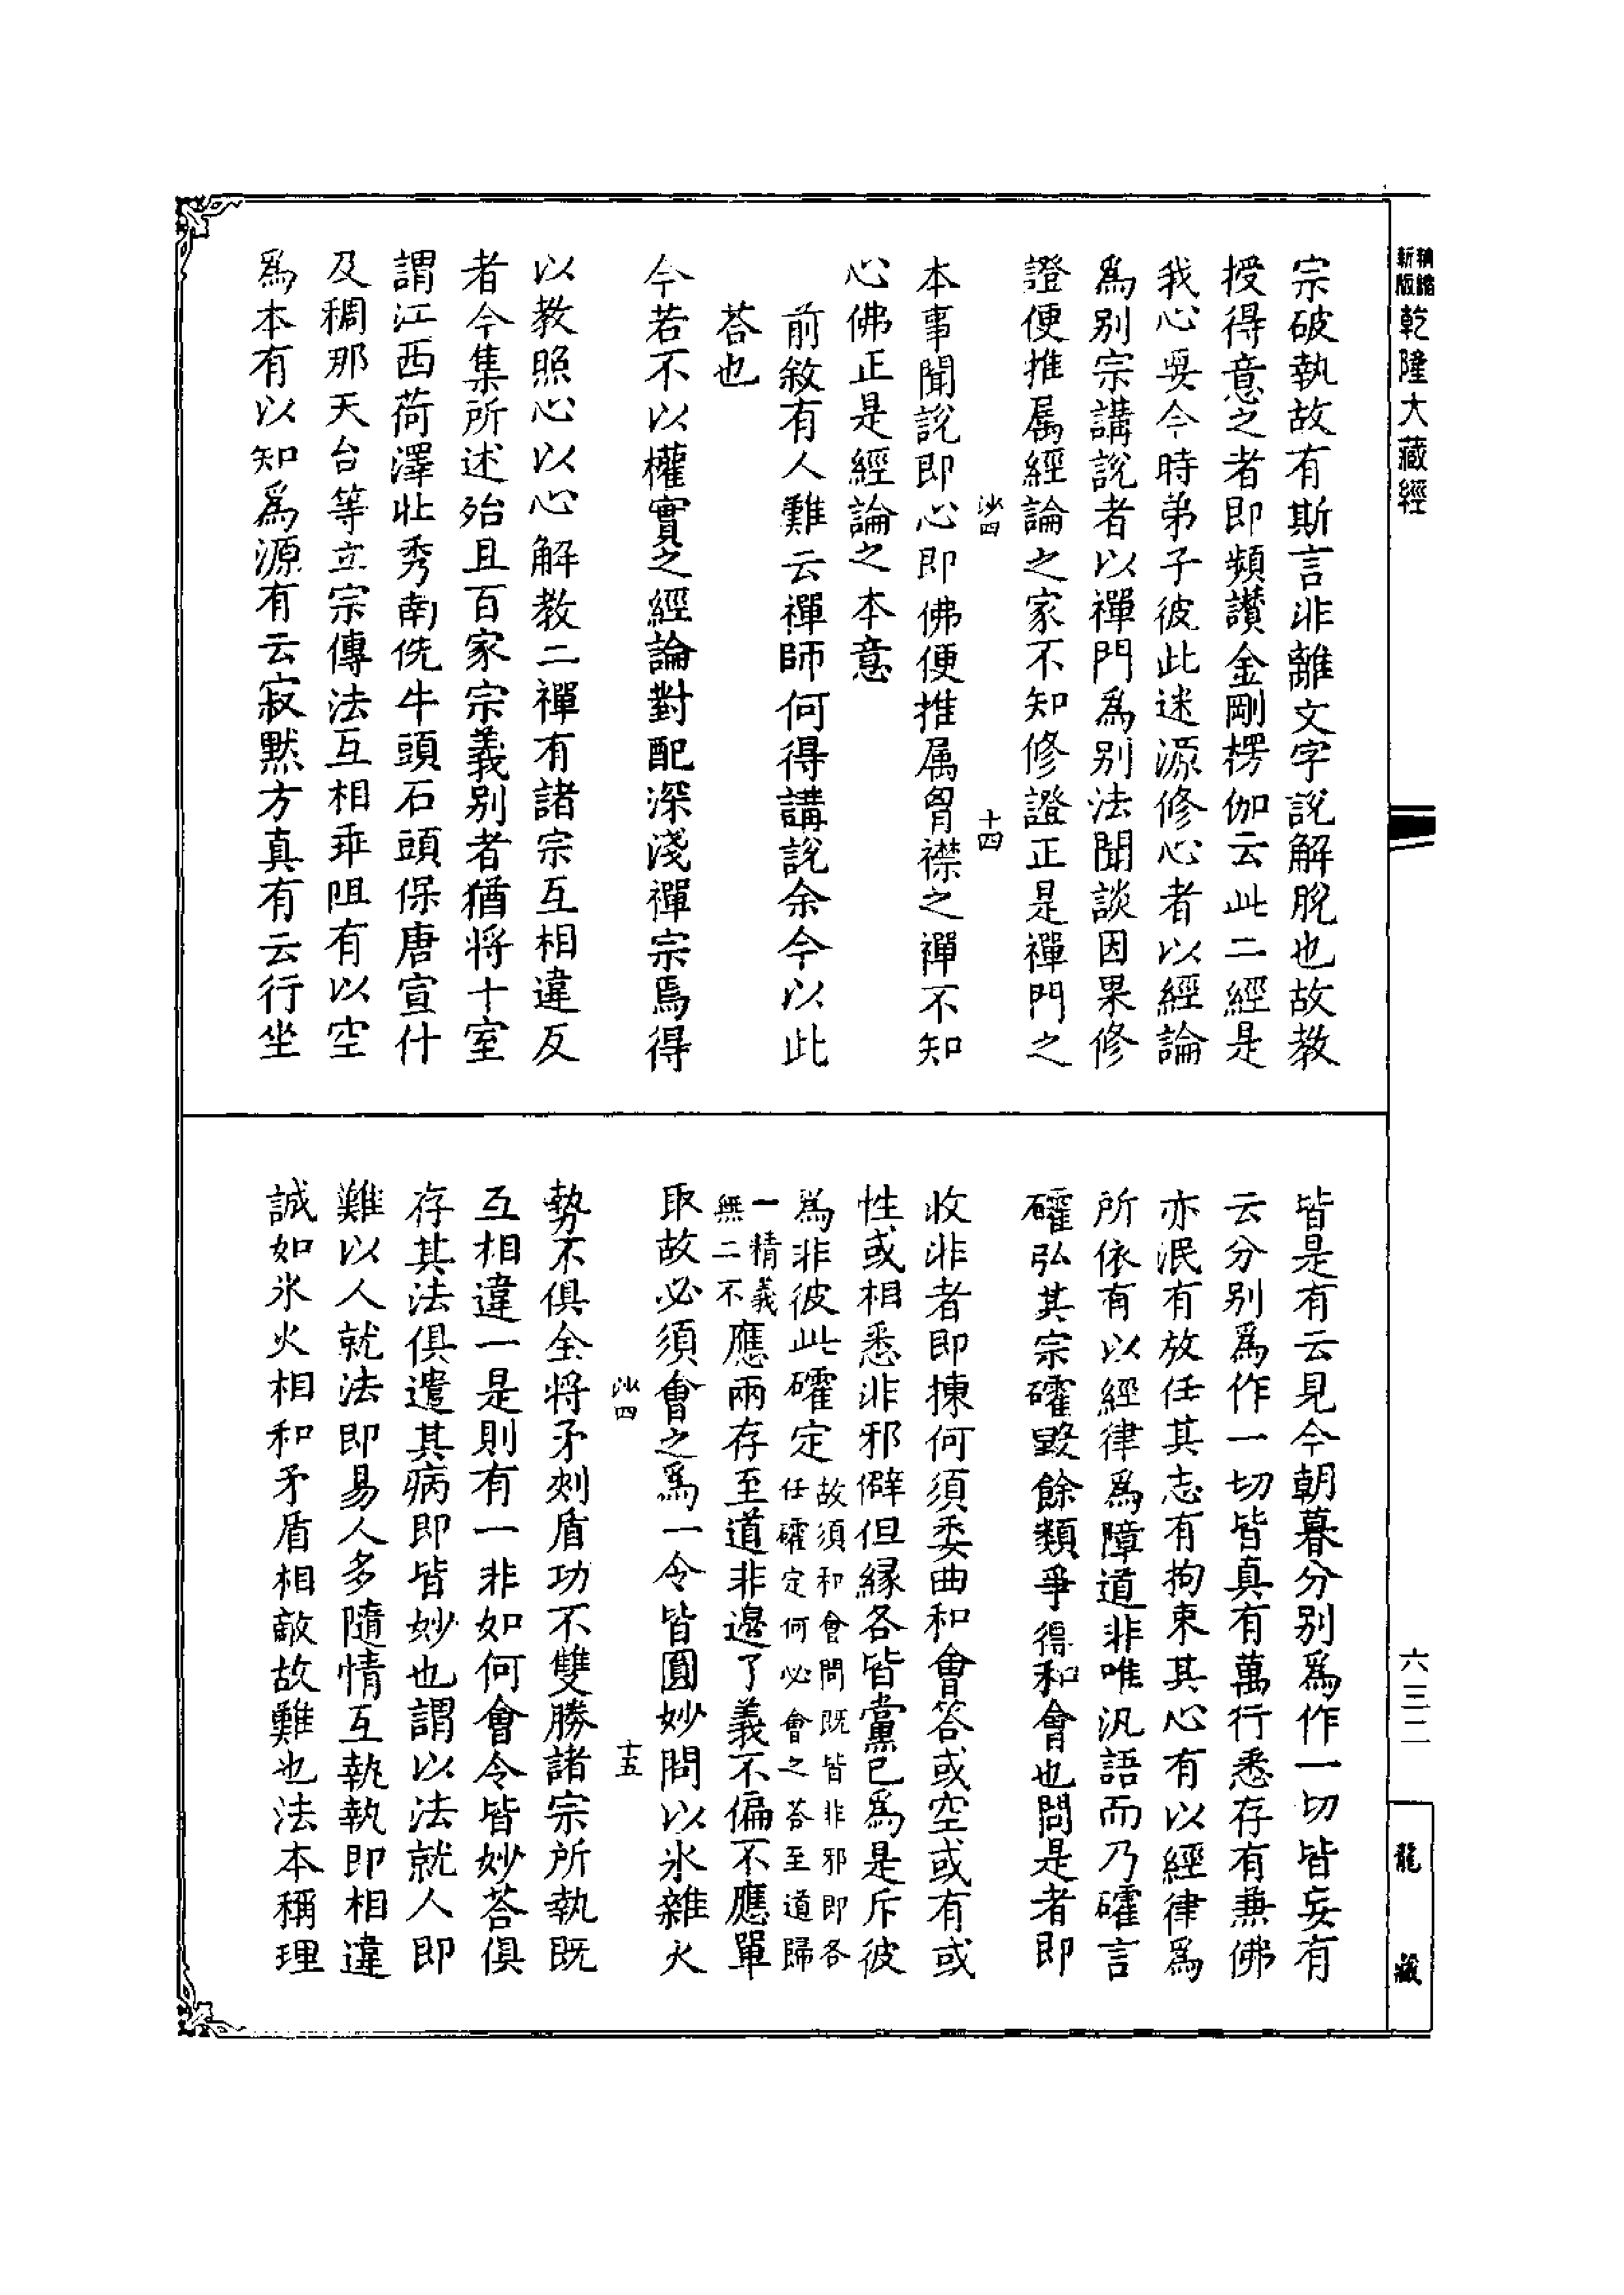 精縮
新版
乾隆大藏經
宗破執故有斯言非離文字說解脫也故教
授得意之者即頻讃金剛楞伽云此二經是
我心要今時弟子彼此迷源修心者以經論
為別宗講說者以禪門為別法聞談因果修
證便推属經論之家不知修證正是禪門之
沙四
十四
本事聞說即心即佛便推属胷襟之禪不知
心佛正是經論之本意
前敘有人難云禪師何得講說余今以此
荅也
今若不以權實之經論對配深淺禪宗焉得
以教照心以心解教二禪有諸宗互相違反
者今集所述殆且百家宗義別者猶將十室
謂江西荷澤北秀南侁牛頭石頭保唐宣什
及稠那天台等立宗傳法互相乖阻有以空
為本有以知為源有云寂默方真有云行坐
皆是有云見今朝暮分別為作一切皆妄有
云分別為作一切皆真有萬行悉存有兼佛
亦泯有放任其志有拘束其心有以經律為
所依有以經律為障道非唯汎語而乃礭言
礭弘其宗礭毀餘類爭得和會也問是者即
收非者即揀何須委曲和會答或空或有或
性或相悉非邪僻但緣各皆黨已為是斥彼
為非彼此礭定
故須和會問既皆非邪即各
任礭定何必會之荅至道歸
一精義
無二不
應兩存至道非邉了義不偏不應單
取故必須會之為一令皆圓妙問以氷雜火
沙四
十五
勢不俱全將矛刾盾功不雙勝諸宗所執既
互相違一是則有一非如何會令皆妙荅俱
存其法俱遣其病即皆妙也謂以法就人即
難以人就法即易人多隨情互執執即相違
誠如氷火相和矛盾相敵故難也法本稱理
六三二
龍藏